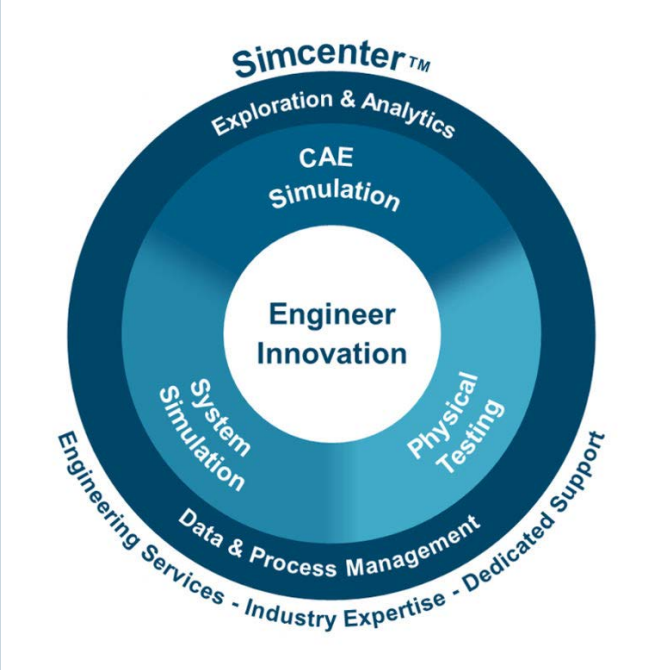 Simcenter™
Exploration & Analytics
CAE
Simulation
Engineer
Innovation
System
Simulation
Physical
Testing
Data & Process Management
Engineering Services - Industry Expertise - Dedicated Support